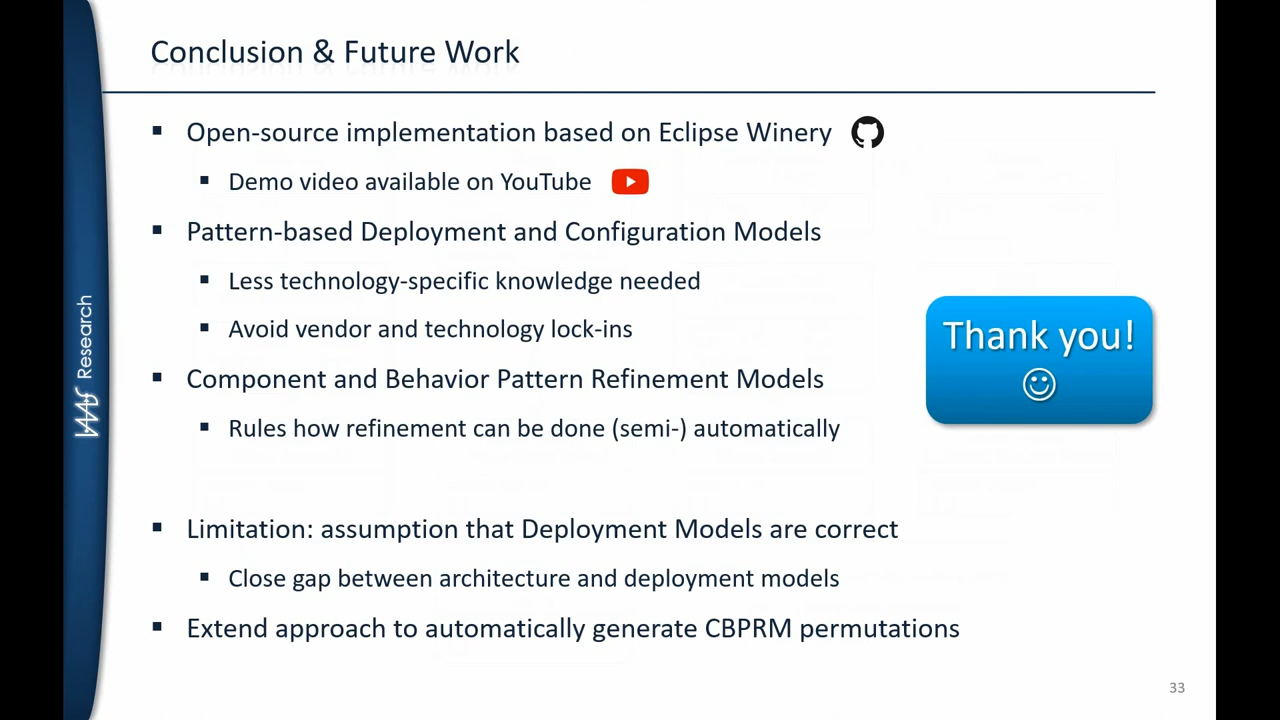 Conclusion & Future Work
Open-source implementation based on Eclipse Winery
Demo video available on YouTube
Pattern-based Deployment and Configuration Models
Less technology-specific knowledge needed
Avoid vendor and technology lock-ins
Component and Behavior Pattern Refinement Models
Rules how refinement can be done (semi-) automatically
Limitation: assumption that Deployment Models are correct
Close gap between architecture and deployment models
Extend approach to automatically generate CBPRM permutations
Thank you!
☺
IAAS Research
33